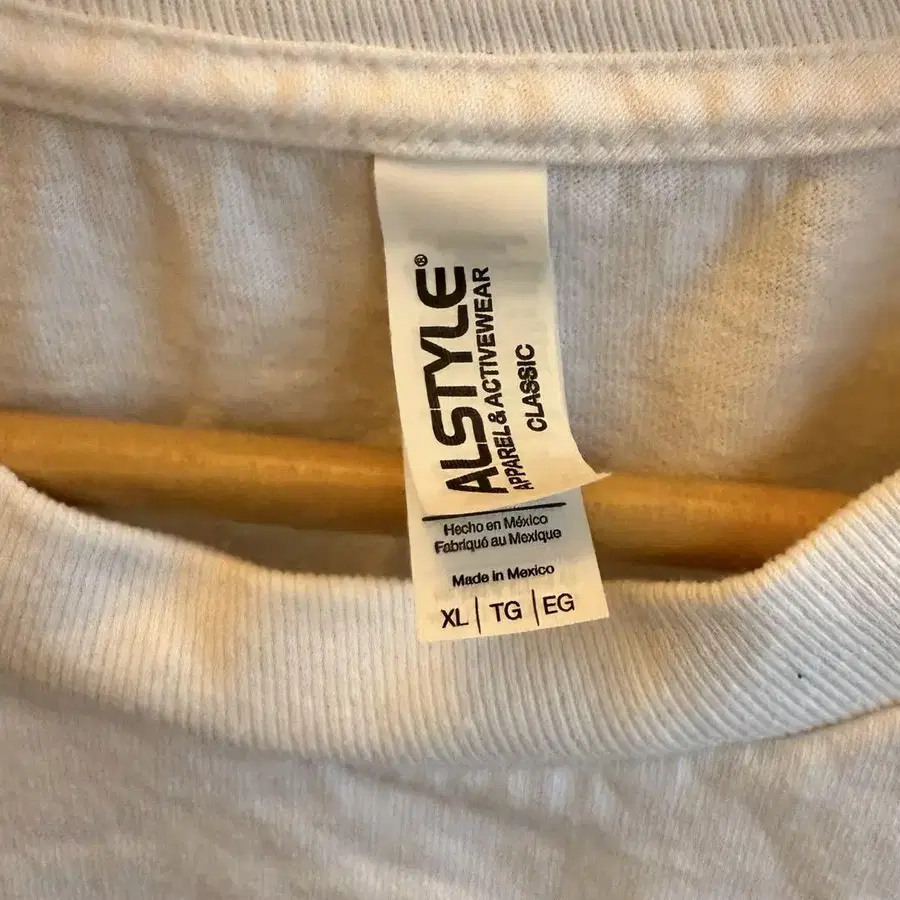 ALSTYLE®
APPAREL & ACTIVEWEAR
CLASSIC
Hecho en México
Fabriqué au Mexique
Made in Mexico
XL | TG | EG